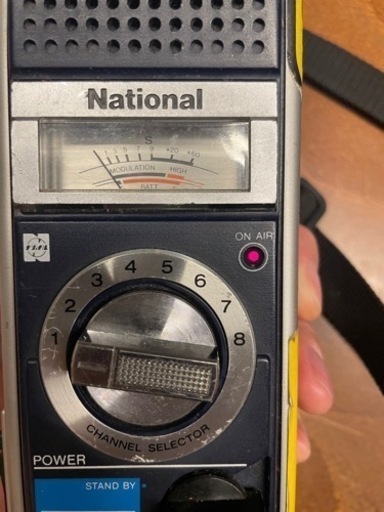 National
S
1 3 5 7 9 +20 +60
MODULATION HIGH
BATT
ON AIR
1 2 3 4 5 6 7 8
CHANNEL SELECTOR
POWER
STAND BY